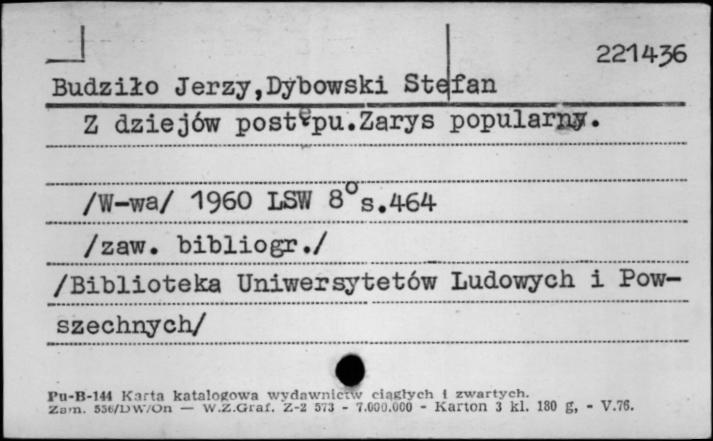 221436
Budziło Jerzy,Dybowski Stefan
Z dziejów postępu.Zarys popularny.
/W-wa/ 1960 LSW 8° s.464
/zaw. bibliogr./
/Biblioteka Uniwersytetów Ludowych i Pow-
szechnych/
Pu-B-144 Karta katalogowa wydawnictw ciągłych i zwartych.
Zam. 556/DW/On — W.Z.Graf. Z-2 573 - 7.000.000 - Karton 3 kl. 180 g, - V.76.